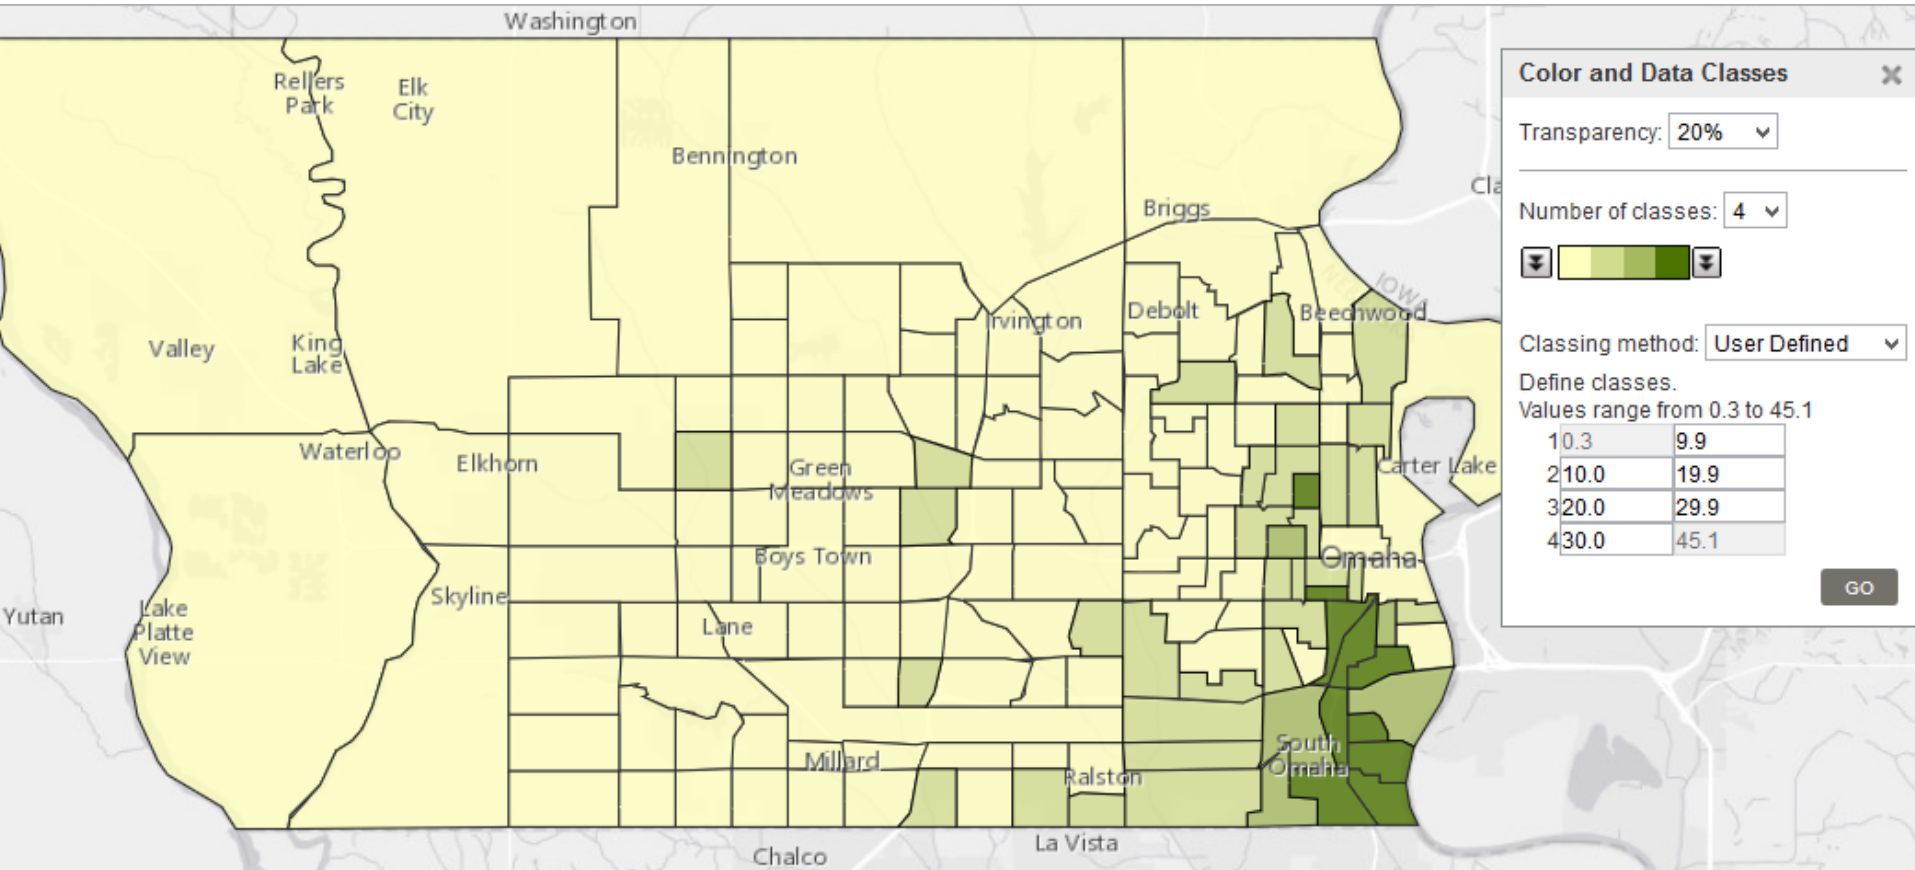 Washington
Rellers
Park
Elk
City
Bennington
Briggs
Cla
IOWA
Debolt
Beechwood
Irvington
Valley
King
Lake
Waterloo
Elkhorn
Green
Meadows
Carter Lake
Boys Town
Omaha
Skyline
Yutan
Lake
Platte
View
Lane
South
Omaha
Millard
Ralston
La Vista
Chalco
Color and Data Classes
Transparency: 20%
Number of classes: 4
Classing method: User Defined
Define classes.
Values range from 0.3 to 45.1
1 0.3 9.9
2 10.0 19.9
3 20.0 29.9
4 30.0 45.1
GO